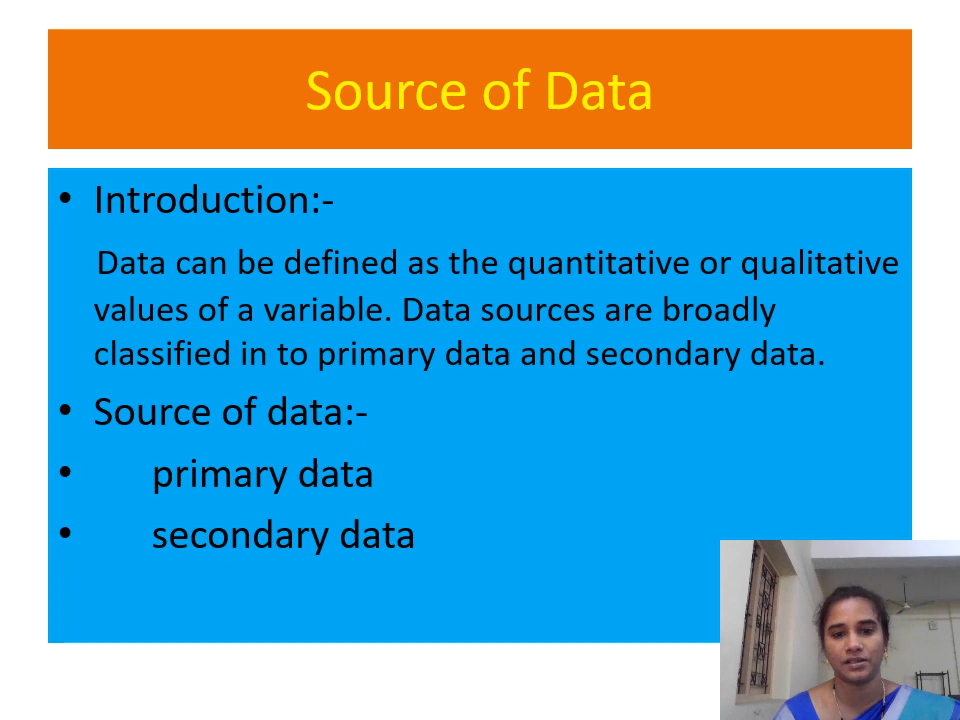 Source of Data
• Introduction:-
Data can be defined as the quantitative or qualitative
values of a variable. Data sources are broadly
classified in to primary data and secondary data.
• Source of data:-
• primary data
• secondary data